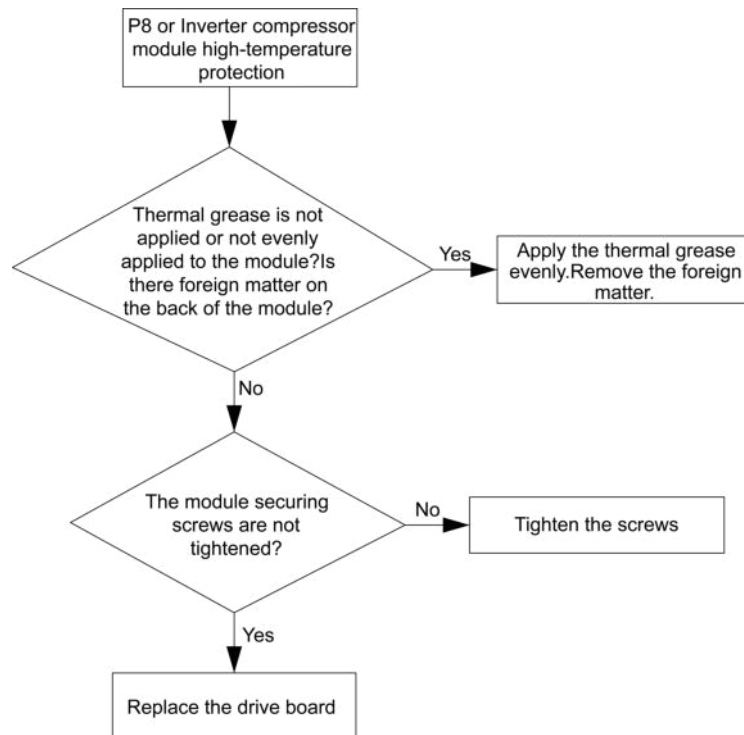 P8 or Inverter compressor
module high-temperature
protection
Thermal grease is not
applied or not evenly
applied to the module?Is
there foreign matter on
the back of the module?
Yes
Apply the thermal grease
evenly.Remove the foreign
matter.
No
The module securing
screws are not
tightened?
No
Tighten the screws
Yes
Replace the drive board